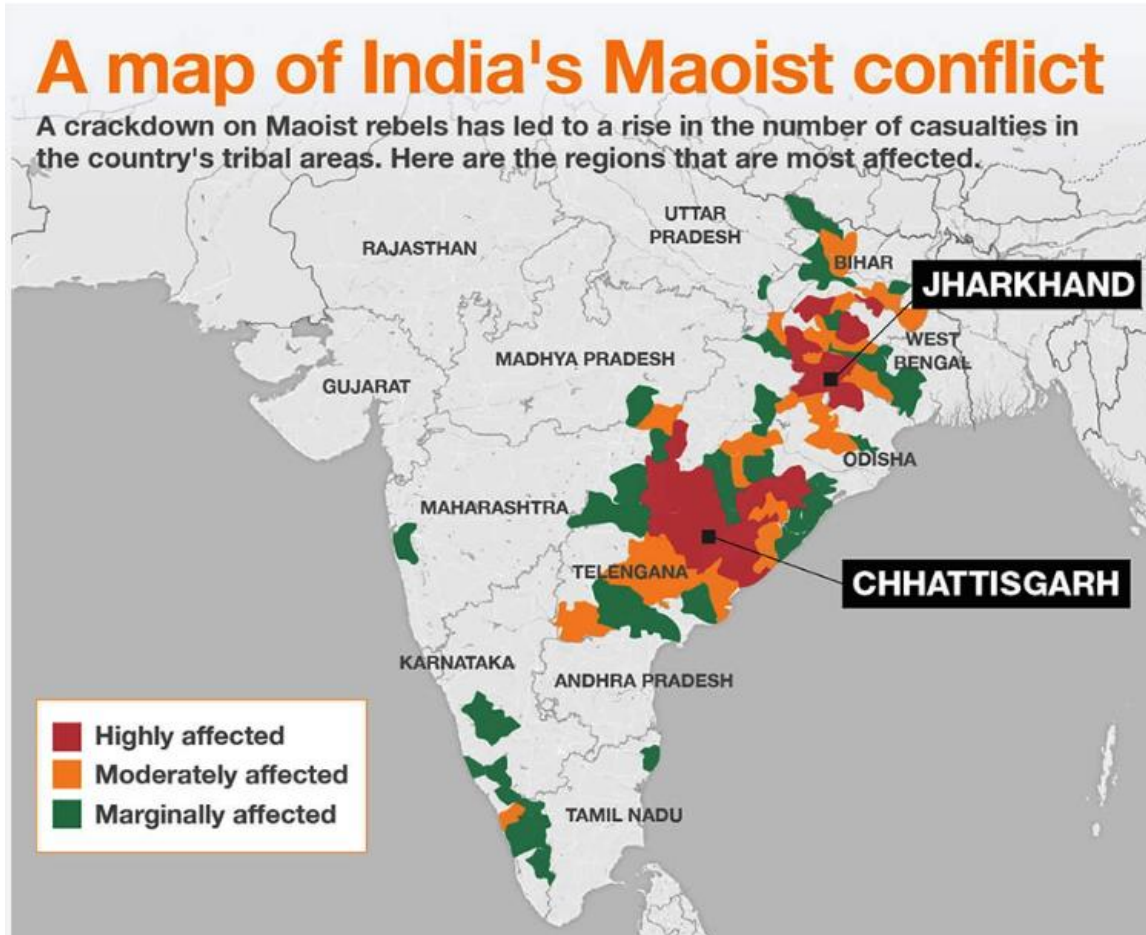 A map of India's Maoist conflict
A crackdown on Maoist rebels has led to a rise in the number of casualties in
the country's tribal areas. Here are the regions that are most affected.
UTTAR
PRADESH
RAJASTHAN
BIHAR
JHARKHAND
WEST
BENGAL
MADHYA PRADESH
GUJARAT
ODISHA
MAHARASHTRA
TELENGANA
CHHATTISGARH
KARNATAKA
ANDHRA PRADESH
Highly affected
Moderately affected
Marginally affected
TAMIL NADU